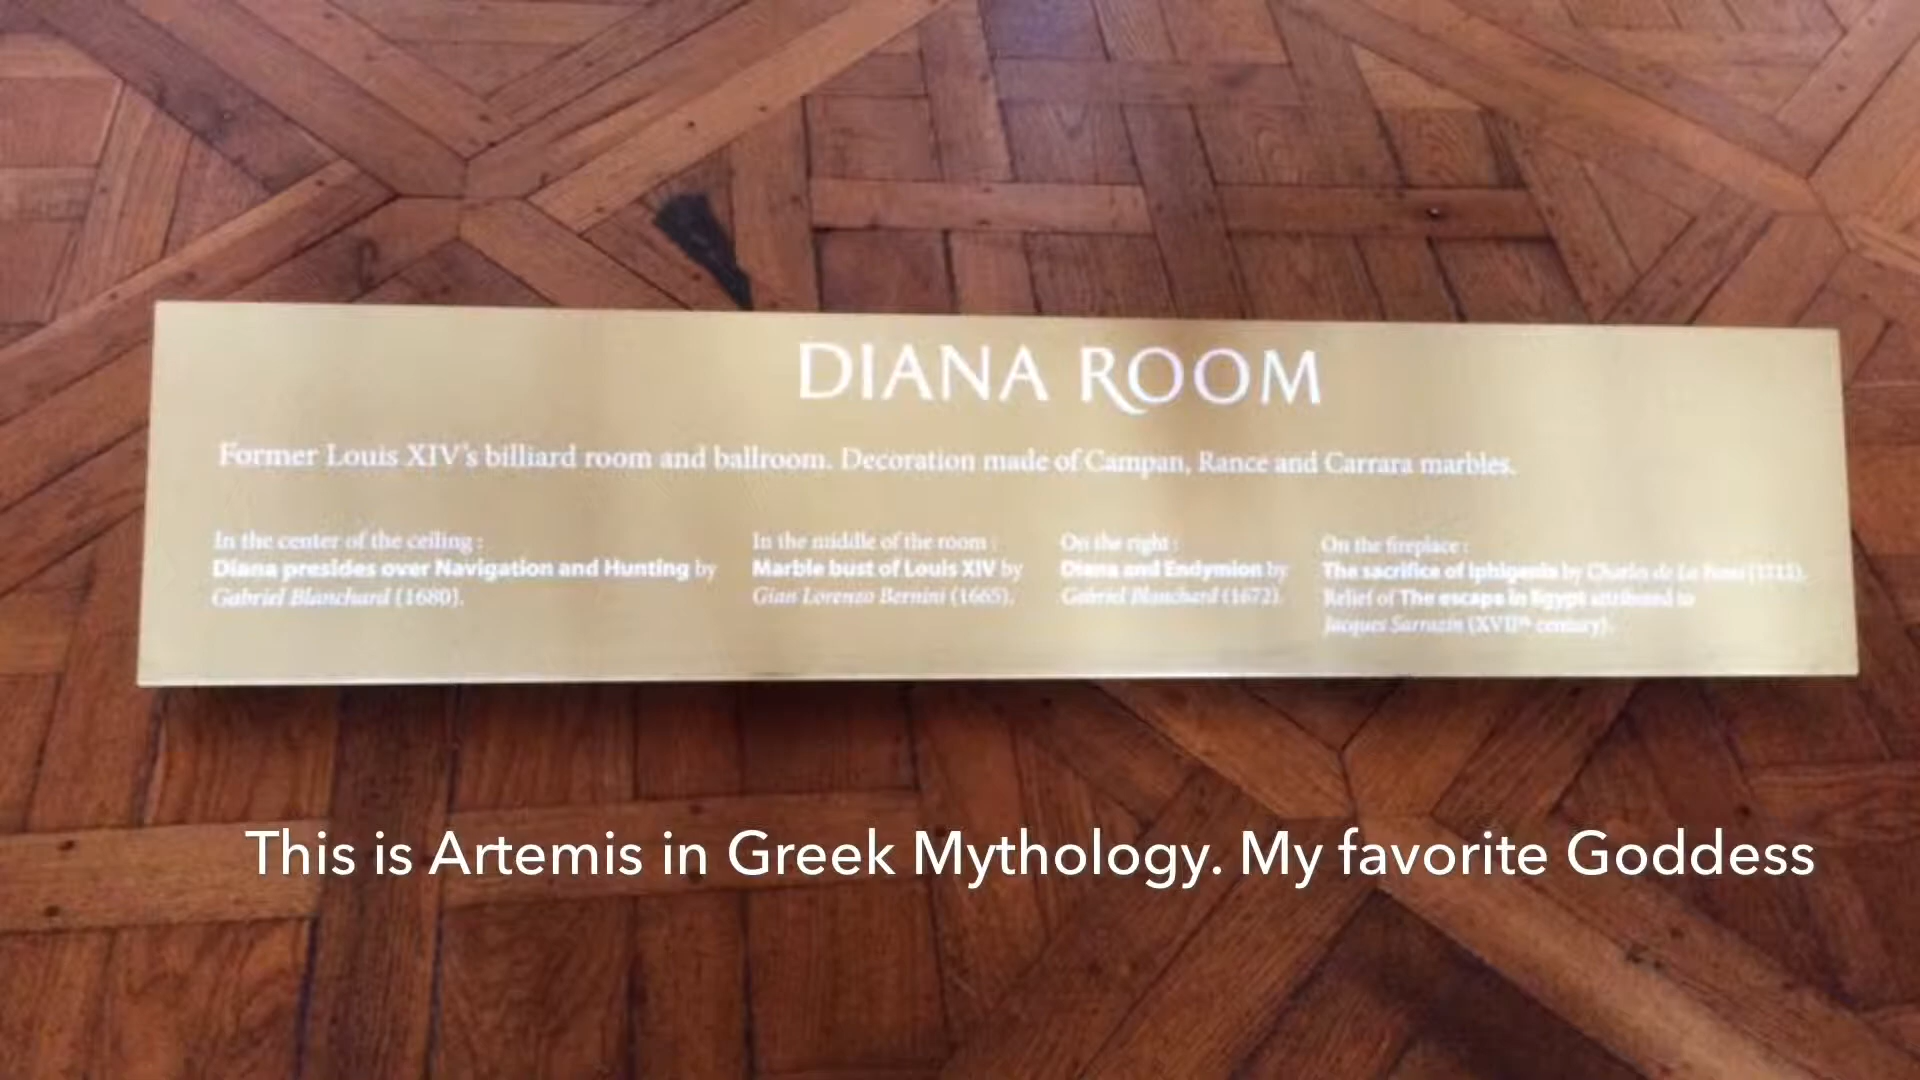 DIANA ROOM
Former Louis XIV's billiard room and ballroom. Decoration made of Campan, Rance and Carrara marbles.
In the center of the ceiling :
Diana presides over Navigation and Hunting by
Gabriel Blanchard (1680).
In the middle of the room :
Marble bust of Louis XIV by
Gian Lorenzo Bernini (1665).
On the right :
Diana and Endymion by
Gabriel Blanchard (1672).
On the fireplace :
The sacrifice of Iphigenia by Charles de La Fosse
Relief of The escape in Egypt attributed to
Jacques Sarrazin (XVIIth century).
This is Artemis in Greek Mythology. My favorite Goddess